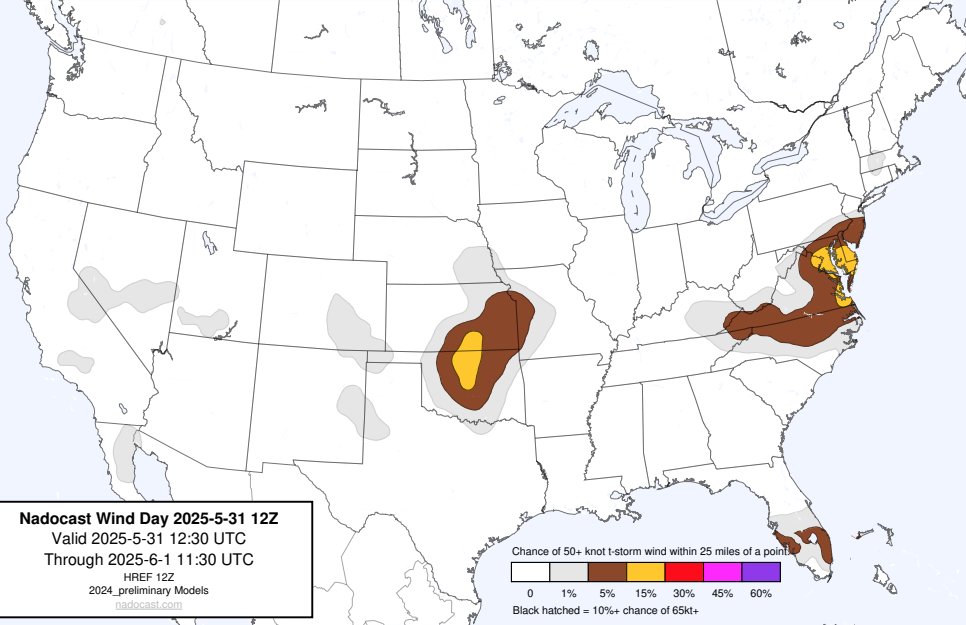 Nadocast Wind Day 2025-5-31 12Z
Valid 2025-5-31 12:30 UTC
Through 2025-6-1 11:30 UTC
HREF 12Z
2024_preliminary Models
nadocast.com
Chance of 50+ knot t-storm wind within 25 miles of a point.
0 1% 5% 15% 30% 45% 60%
Black hatched = 10%+ chance of 65kt+